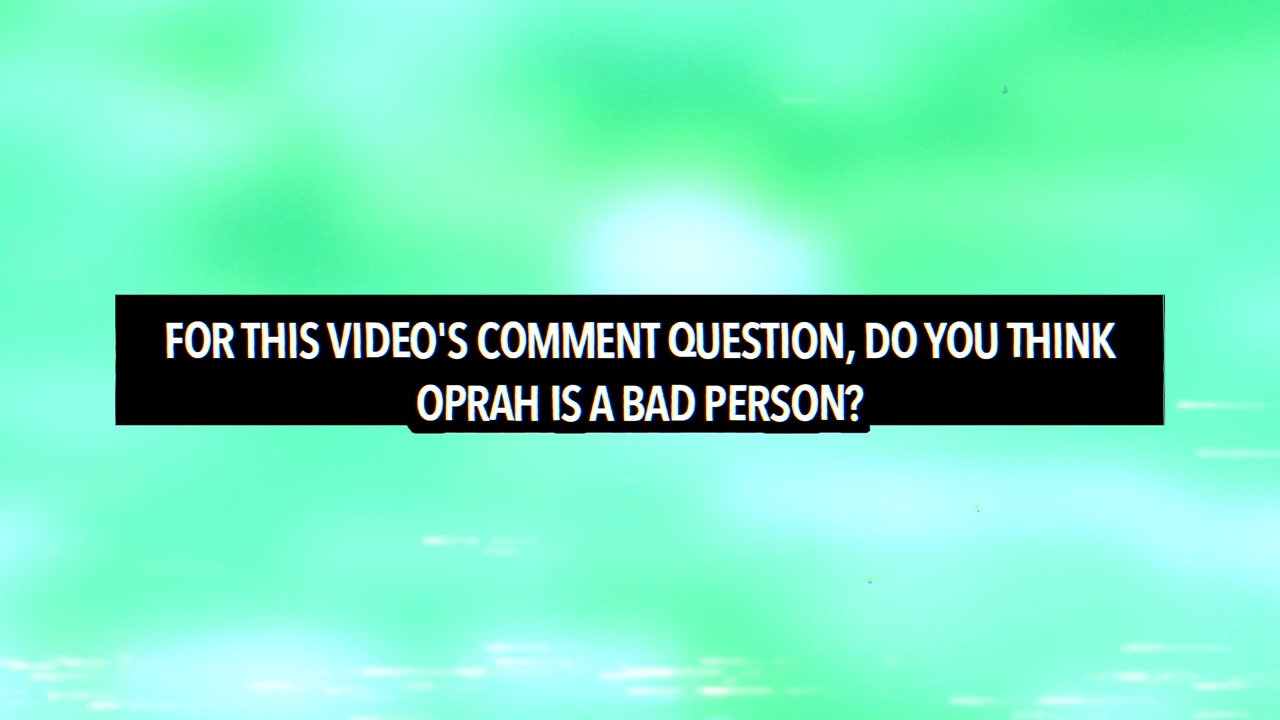 FOR THIS VIDEO'S COMMENT QUESTION, DO YOU THINK
OPRAH IS A BAD PERSON?